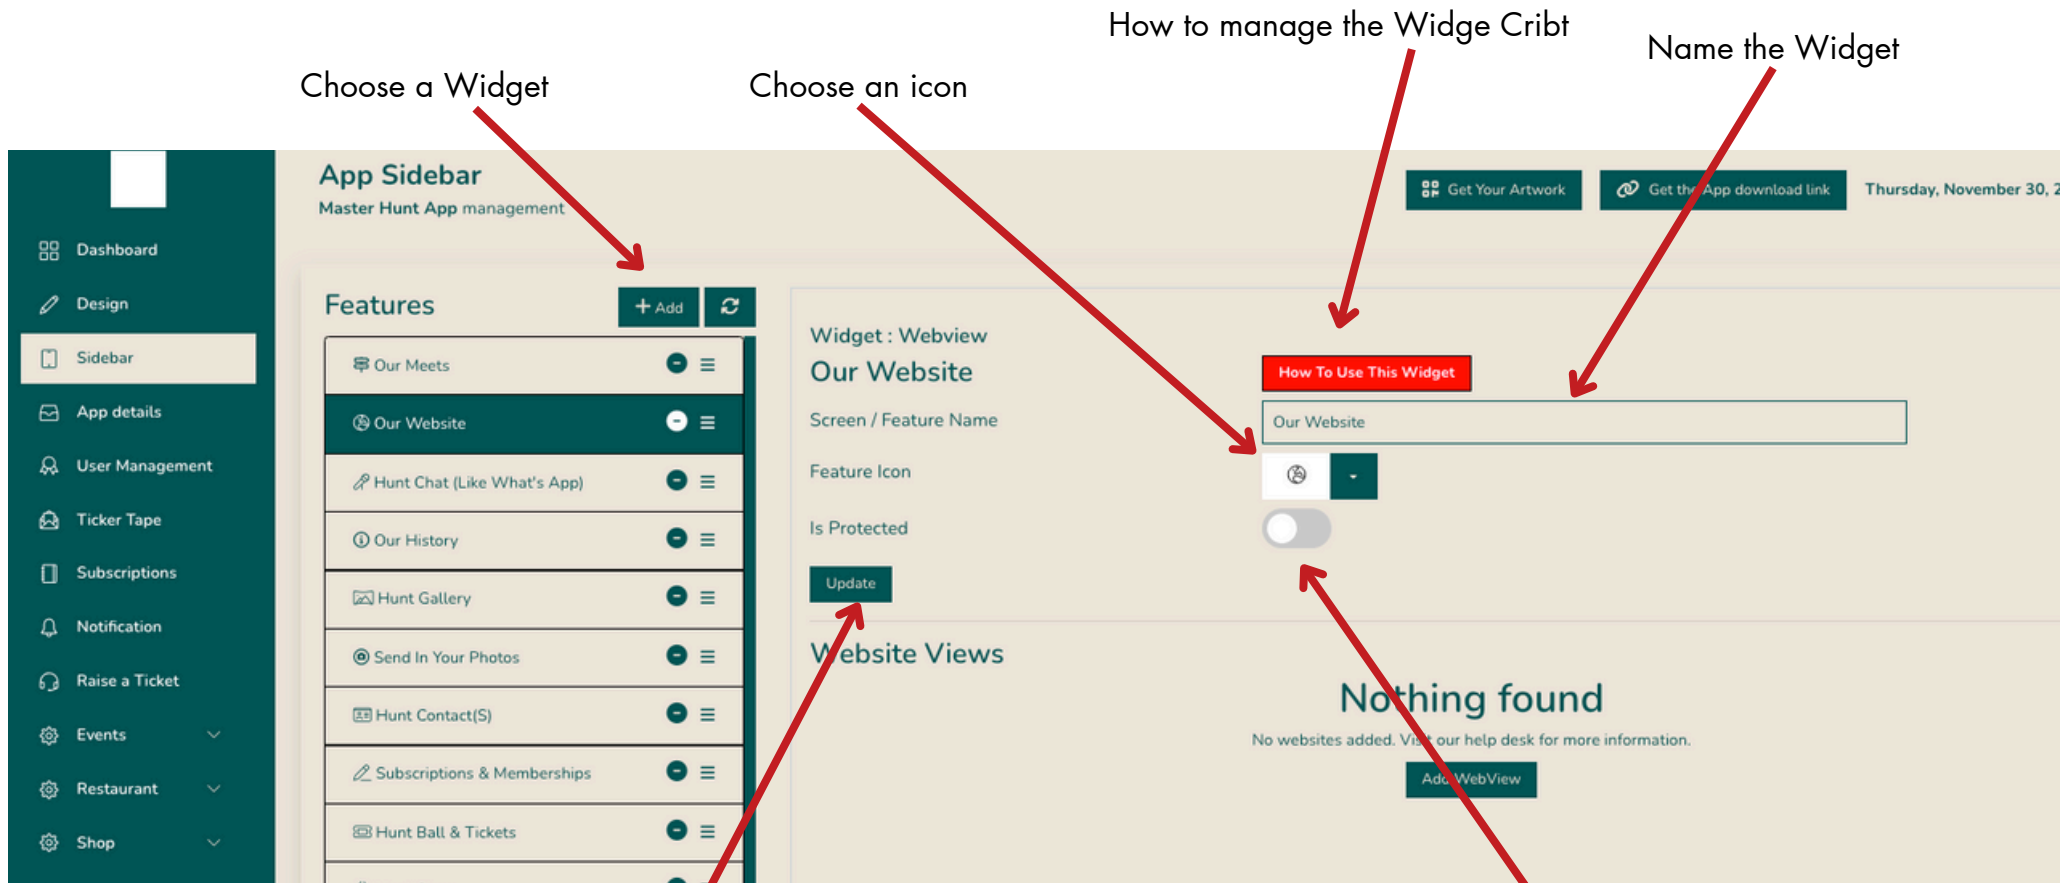 How to manage the Widge Cribt
Name the Widget
Choose a Widget
Choose an icon
App Sidebar
Master Hunt App management
Get Your Artwork
Get the App download link
Thursday, November 30, 2
Dashboard
Design
Sidebar
App details
User Management
Ticker Tape
Subscriptions
Notification
Raise a Ticket
Events
Restaurant
Shop
Features
+ Add
Our Meets
Our Website
Hunt Chat (Like What's App)
Our History
Hunt Gallery
Send In Your Photos
Hunt Contact(S)
Subscriptions & Memberships
Hunt Ball & Tickets
Widget : Webview
Our Website
How To Use This Widget
Screen / Feature Name
Our Website
Feature Icon
Is Protected
Update
Website Views
Nothing found
No websites added. Visit our help desk for more information.
Add WebView